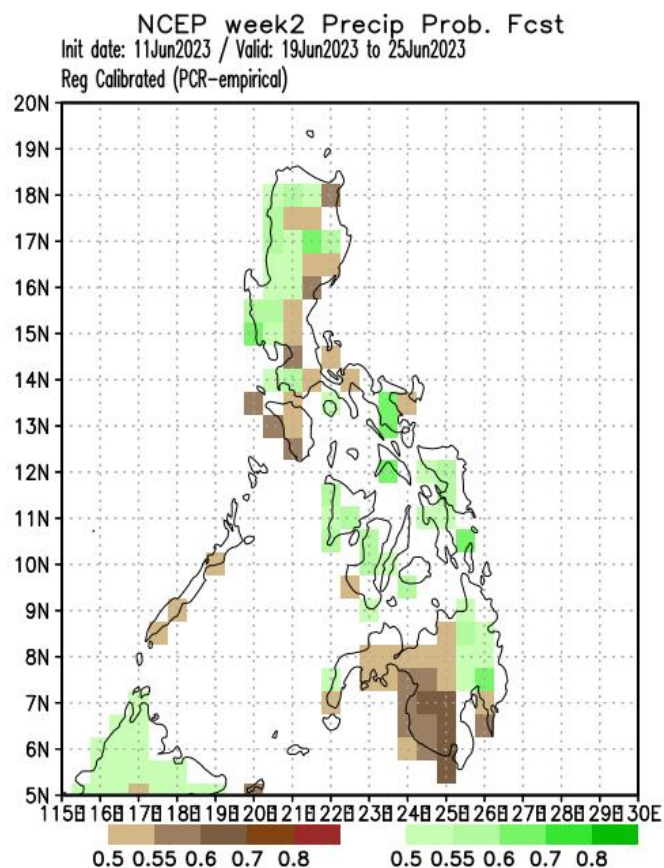 NCEP week2 Precip Prob. Fcst
Init date: 11Jun2023 / Valid: 19Jun2023 to 25Jun2023
Reg Calibrated (PCR-empirical)
20N
19N
18N
17N
16N
15N
14N
13N
12N
11N
10N
9N
8N
7N
6N
5N
115E 116E 117E 118E 119E 120E 121E 122E 123E 124E 125E 126E 127E 128E 129E 130E
0.5 0.55 0.6 0.7 0.8 0.5 0.55 0.6 0.7 0.8